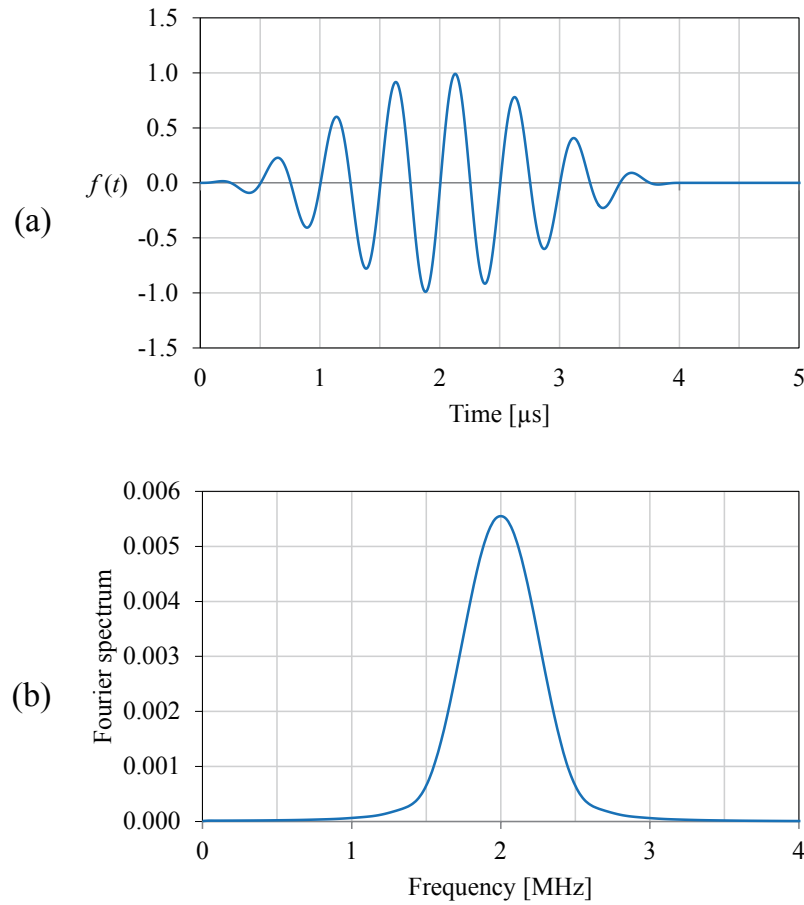 1.5
1.0
0.5
f (t) 0.0
(a)
-0.5
-1.0
-1.5
0 1 2 3 4 5
Time [µs]
0.006
0.005
0.004
Fourier spectrum
0.003
(b)
0.002
0.001
0.000
0 1 2 3 4
Frequency [MHz]